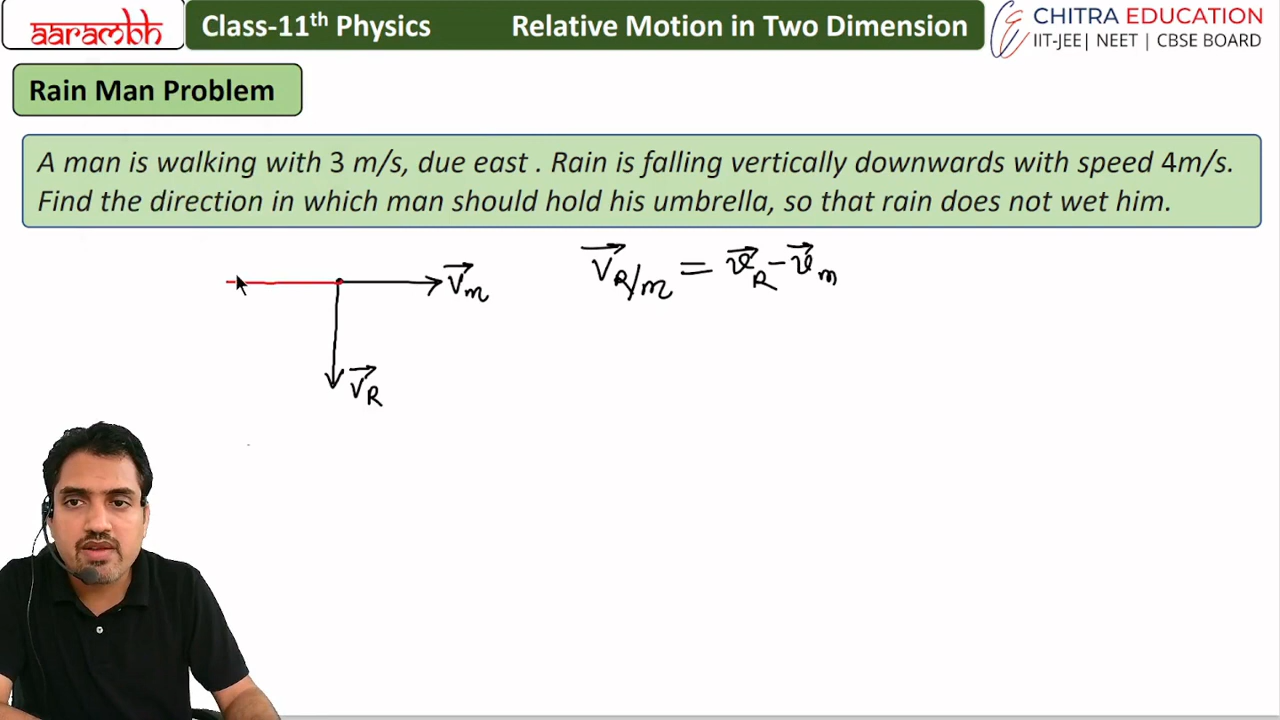 aarambh
Class-11th Physics
Relative Motion in Two Dimension
CHITRA EDUCATION
IIT-JEE| NEET | CBSE BOARD
Rain Man Problem
A man is walking with 3 m/s, due east . Rain is falling vertically downwards with speed 4m/s.
Find the direction in which man should hold his umbrella, so that rain does not wet him.
V⃗m
V⃗R/m = v⃗R - v⃗m
V⃗R